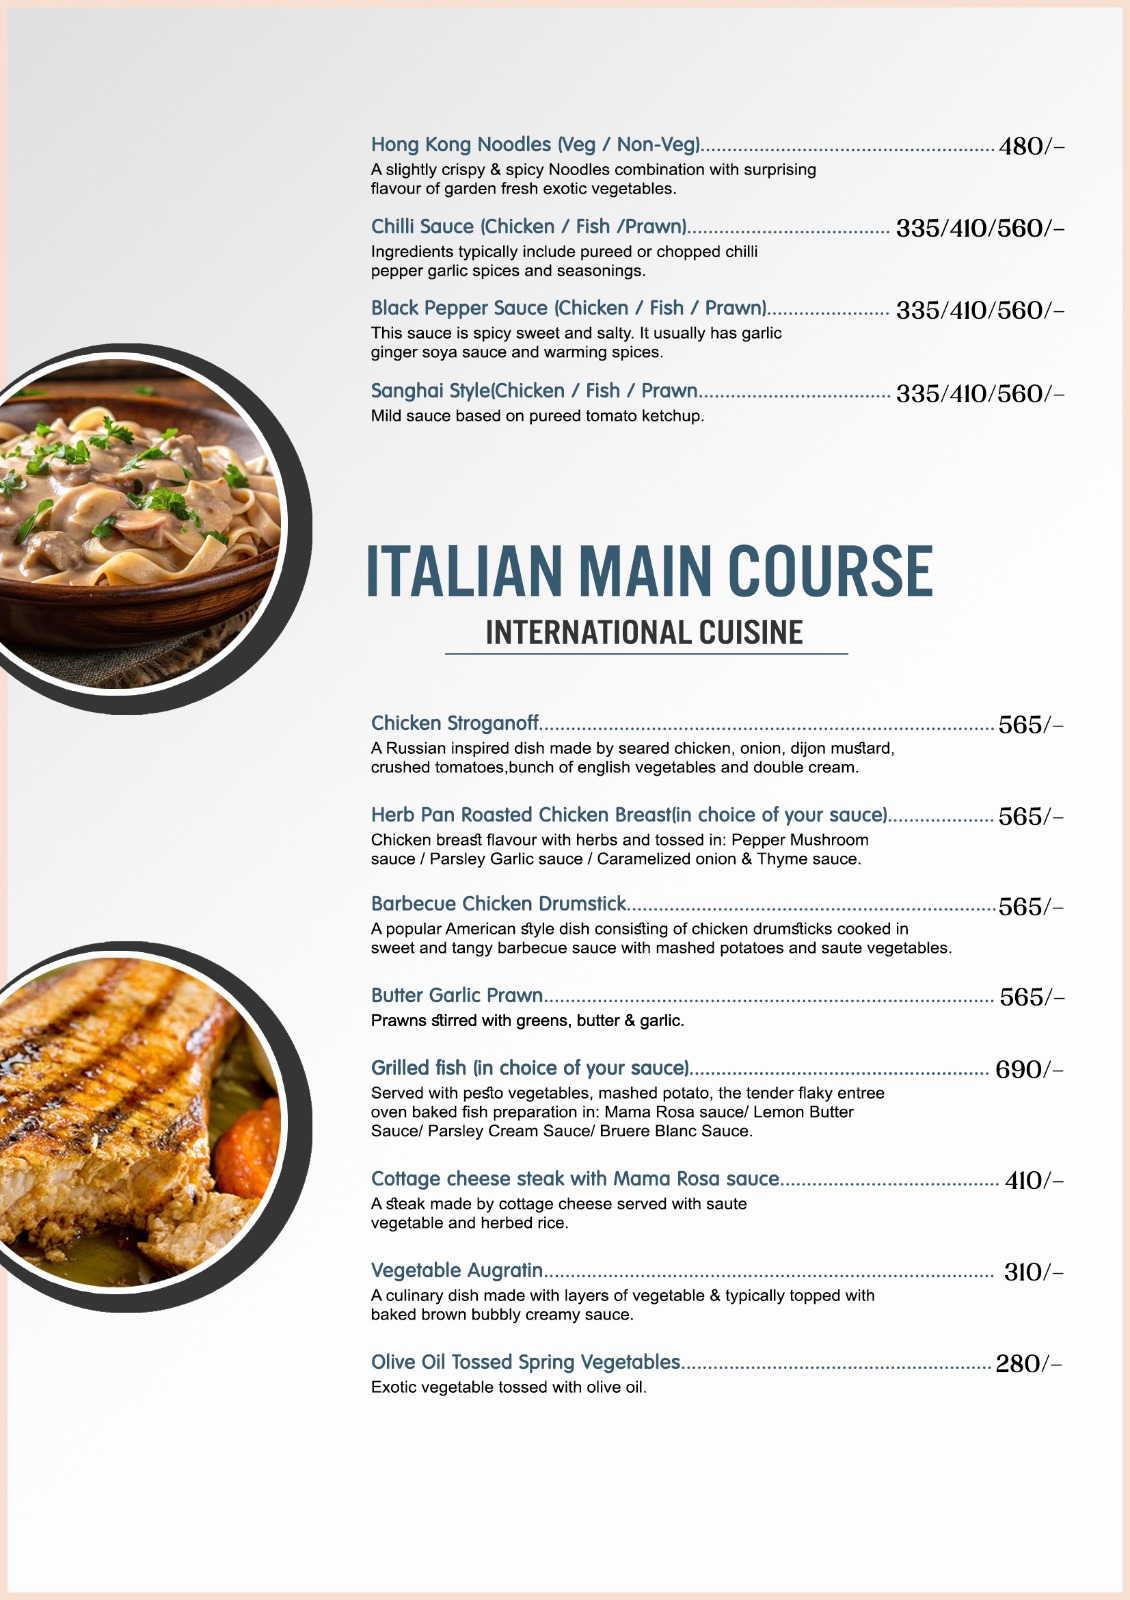 Hong Kong Noodles (Veg / Non-Veg)........................................................ 480/–
A slightly crispy & spicy Noodles combination with surprising
flavour of garden fresh exotic vegetables.
Chilli Sauce (Chicken / Fish /Prawn)...................................... 335/410/560/–
Ingredients typically include pureed or chopped chilli
pepper garlic spices and seasonings.
Black Pepper Sauce (Chicken / Fish / Prawn)....................... 335/410/560/–
This sauce is spicy sweet and salty. It usually has garlic
ginger soya sauce and warming spices.
Sanghai Style(Chicken / Fish / Prawn..................................... 335/410/560/–
Mild sauce based on pureed tomato ketchup.
ITALIAN MAIN COURSE
INTERNATIONAL CUISINE
Chicken Stroganoff....................................................................................... 565/–
A Russian inspired dish made by seared chicken, onion, dijon mustard,
crushed tomatoes,bunch of english vegetables and double cream.
Herb Pan Roasted Chicken Breast(in choice of your sauce).................... 565/–
Chicken breast flavour with herbs and tossed in: Pepper Mushroom
sauce / Parsley Garlic sauce / Caramelized onion & Thyme sauce.
Barbecue Chicken Drumstick.......................................................................565/–
A popular American style dish consisting of chicken drumsticks cooked in
sweet and tangy barbecue sauce with mashed potatoes and saute vegetables.
Butter Garlic Prawn...................................................................................... 565/–
Prawns stirred with greens, butter & garlic.
Grilled fish (in choice of your sauce)......................................................... 690/–
Served with pesto vegetables, mashed potato, the tender flaky entree
oven baked fish preparation in: Mama Rosa sauce/ Lemon Butter
Sauce/ Parsley Cream Sauce/ Bruere Blanc Sauce.
Cottage cheese steak with Mama Rosa sauce.......................................... 410/–
A steak made by cottage cheese served with saute
vegetable and herbed rice.
Vegetable Augratin...................................................................................... 310/–
A culinary dish made with layers of vegetable & typically topped with
baked brown bubbly creamy sauce.
Olive Oil Tossed Spring Vegetables........................................................... 280/–
Exotic vegetable tossed with olive oil.